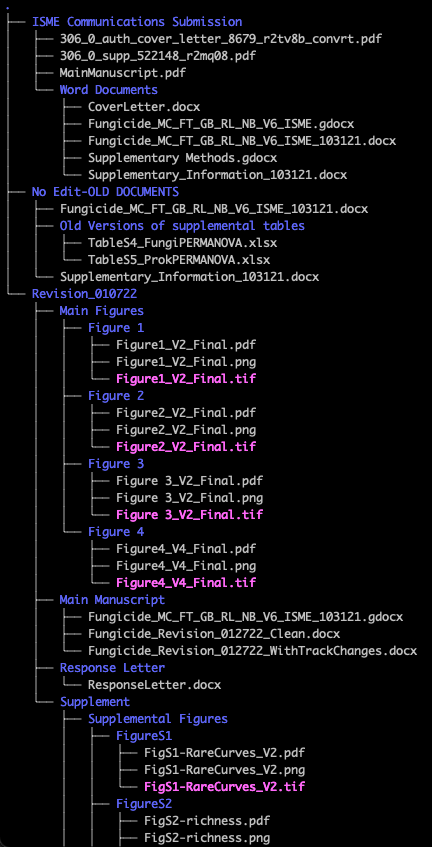 .
├── ISME Communications Submission
│   ├── 306_0_auth_cover_letter_8679_r2tv8b_convrt.pdf
│   ├── 306_0_supp_522148_r2mq08.pdf
│   ├── MainManuscript.pdf
│   └── Word Documents
│       ├── CoverLetter.docx
│       ├── Fungicide_MC_FT_GB_RL_NB_V6_ISME.gdocx
│       ├── Fungicide_MC_FT_GB_RL_NB_V6_ISME_103121.docx
│       ├── Supplementary Methods.gdocx
│       └── Supplementary_Information_103121.docx
├── No Edit-OLD DOCUMENTS
│   ├── Fungicide_MC_FT_GB_RL_NB_V6_ISME_103121.docx
│   ├── Old Versions of supplemental tables
│   │   ├── TableS4_FungiPERMANOVA.xlsx
│   │   └── TableS5_ProkPERMANOVA.xlsx
│   └── Supplementary_Information_103121.docx
└── Revision_010722
    ├── Main Figures
    │   ├── Figure 1
    │   │   ├── Figure1_V2_Final.pdf
    │   │   ├── Figure1_V2_Final.png
    │   │   └── Figure1_V2_Final.tif
    │   ├── Figure 2
    │   │   ├── Figure2_V2_Final.pdf
    │   │   ├── Figure2_V2_Final.png
    │   │   └── Figure2_V2_Final.tif
    │   ├── Figure 3
    │   │   ├── Figure 3_V2_Final.pdf
    │   │   ├── Figure 3_V2_Final.png
    │   │   └── Figure 3_V2_Final.tif
    │   └── Figure 4
    │       ├── Figure4_V4_Final.pdf
    │       ├── Figure4_V4_Final.png
    │       └── Figure4_V4_Final.tif
    ├── Main Manuscript
    │   ├── Fungicide_MC_FT_GB_RL_NB_V6_ISME_103121.gdocx
    │   ├── Fungicide_Revision_012722_Clean.docx
    │   └── Fungicide_Revision_012722_WithTrackChanges.docx
    ├── Response Letter
    │   └── ResponseLetter.docx
    └── Supplement
        ├── Supplemental Figures
        │   ├── FigureS1
        │   │   ├── FigS1-RareCurves_V2.pdf
        │   │   ├── FigS1-RareCurves_V2.png
        │   │   └── FigS1-RareCurves_V2.tif
        │   ├── FigureS2
        │   │   ├── FigS2-richness.pdf
        │   │   ├── FigS2-richness.png